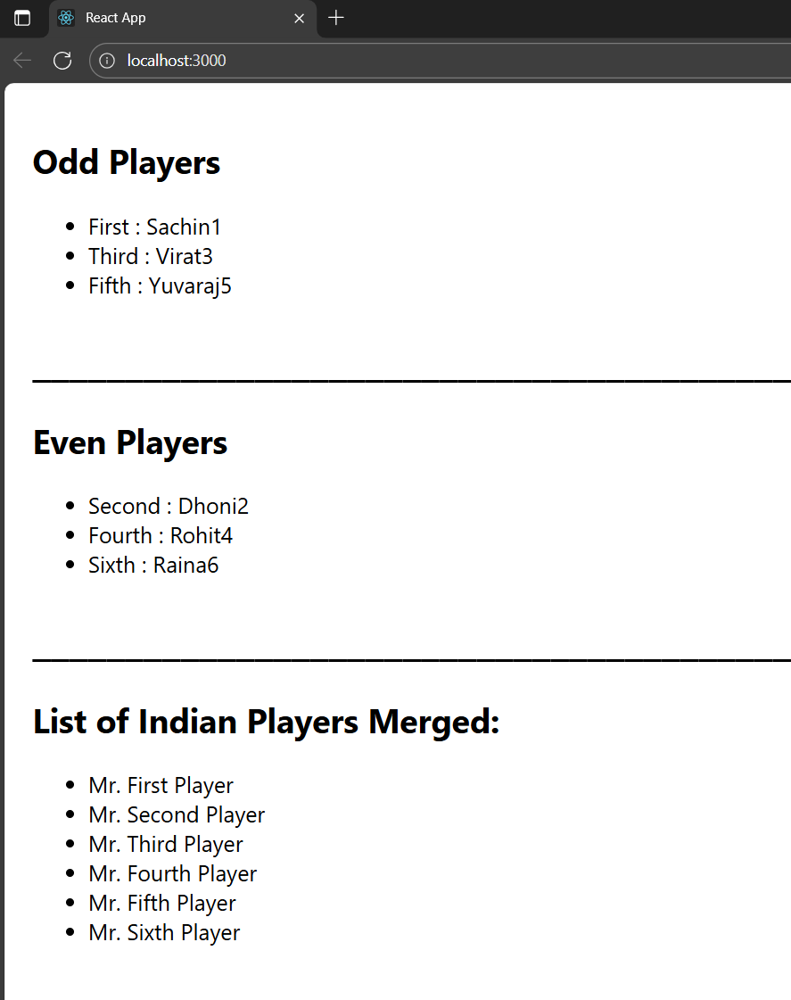 React App
localhost:3000
Odd Players
First : Sachin1
Third : Virat3
Fifth : Yuvaraj5
Even Players
Second : Dhoni2
Fourth : Rohit4
Sixth : Raina6
List of Indian Players Merged:
Mr. First Player
Mr. Second Player
Mr. Third Player
Mr. Fourth Player
Mr. Fifth Player
Mr. Sixth Player